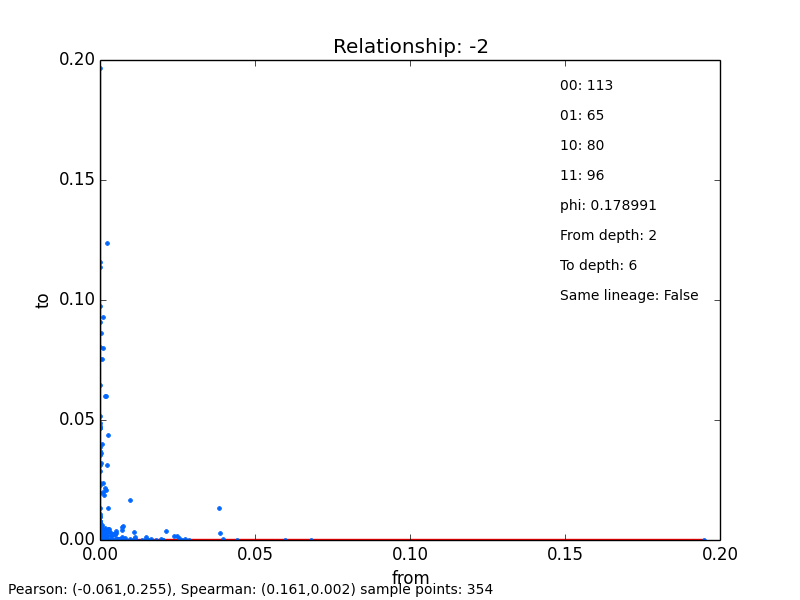 Relationship: -2
0.20
0.15
0.10
0.05
0.00
to
00: 113
01: 65
10: 80
11: 96
phi: 0.178991
From depth: 2
To depth: 6
Same lineage: False
0.00 0.05 0.10 0.15 0.20
from
Pearson: (-0.061,0.255), Spearman: (0.161,0.002) sample points: 354